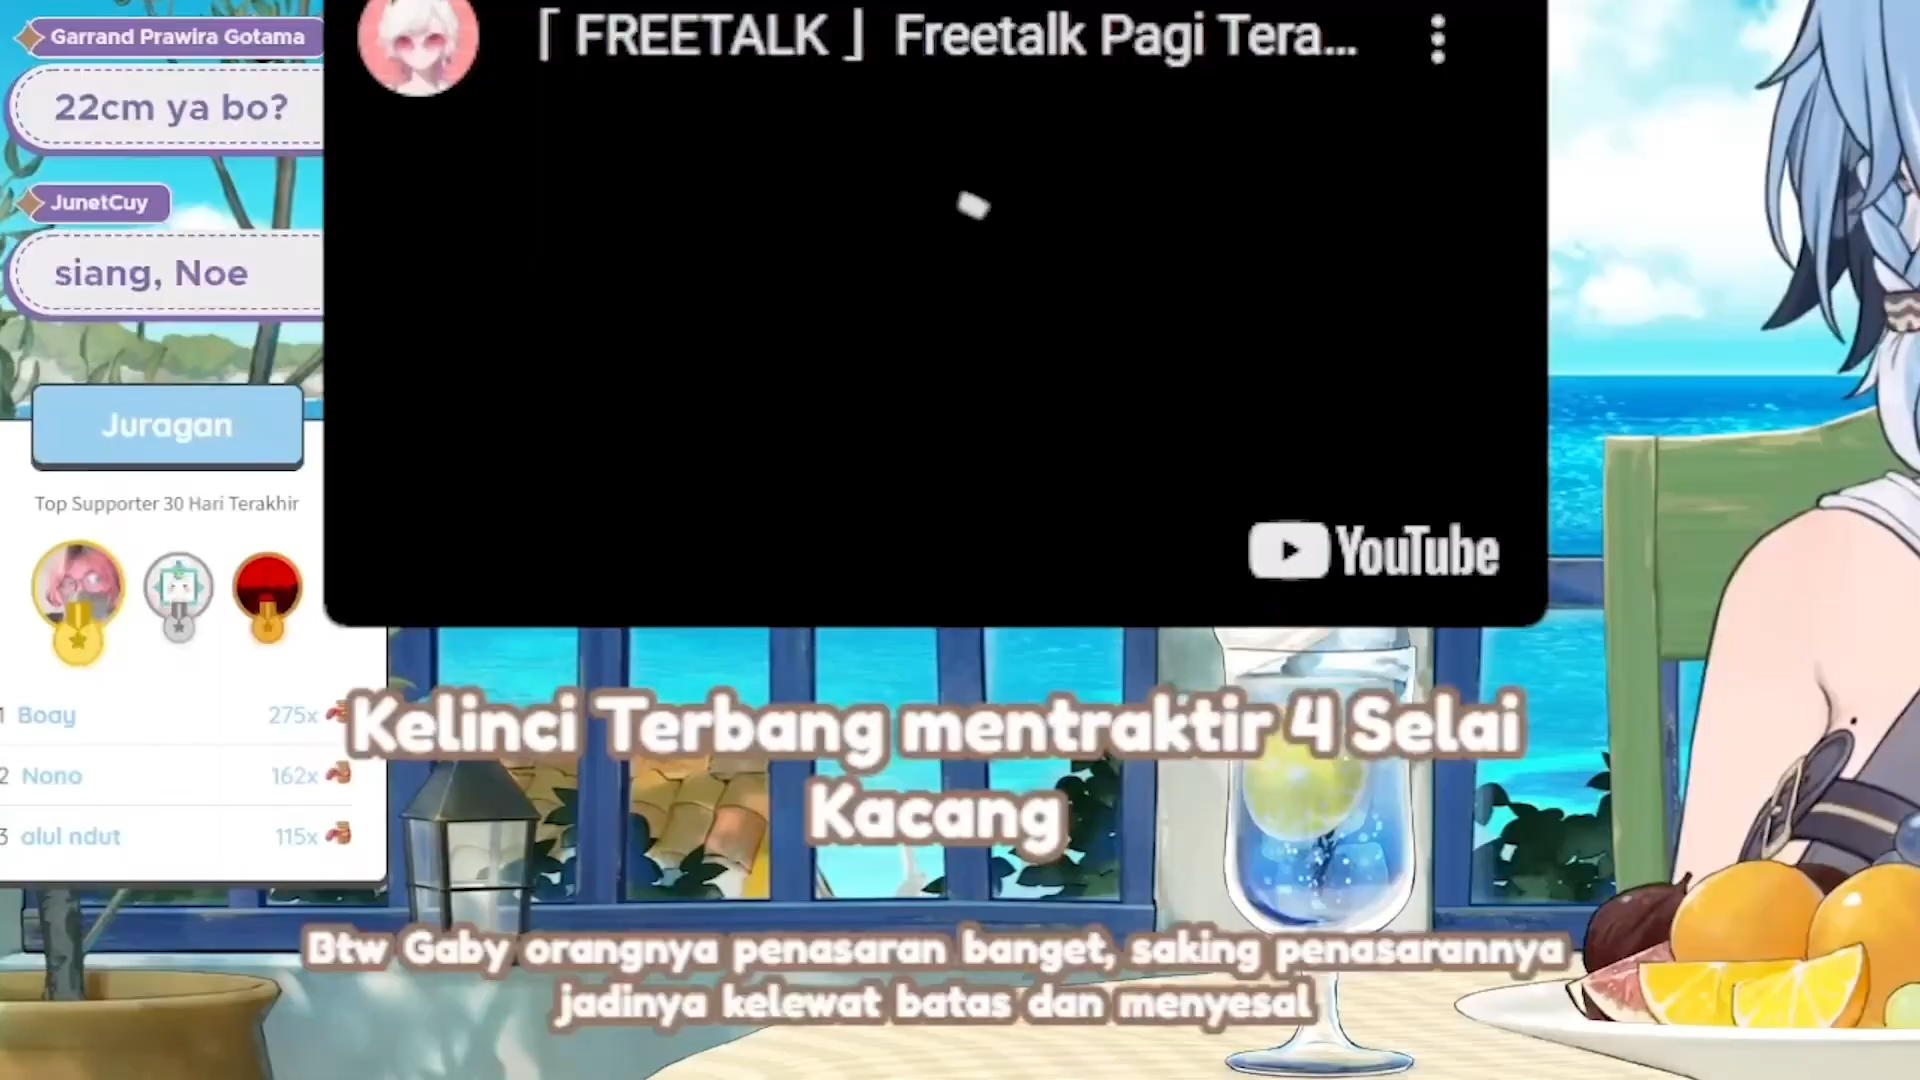 Garrand Prawira Gotama
22cm ya bo?
JunetCuy
siang, Noe
「 FREETALK 」 Freetalk Pagi Tera...
YouTube
Juragan
Top Supporter 30 Hari Terakhir
1 Boay 275x
2 Nono 162x
3 alul ndut 115x
Kelinci Terbang mentraktir 4 Selai
Kacang
Btw Gaby orangnya penasaran banget, saking penasarannya
jadinya kelewat batas dan menyesal